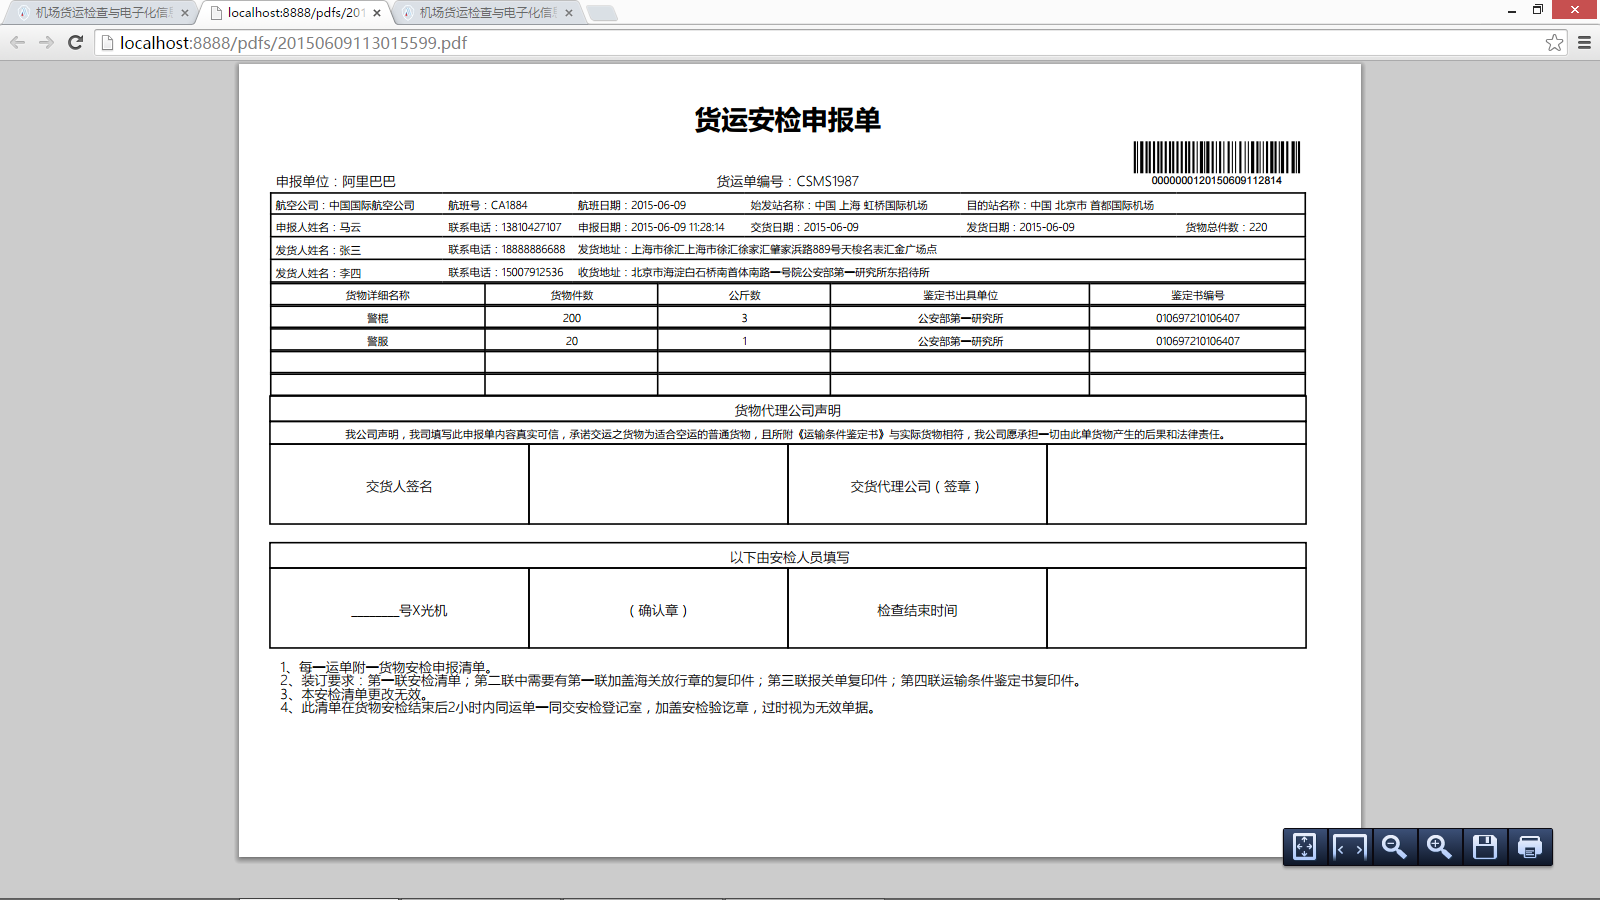 机场货运检查与电子化信息
localhost:8888/pdfs/201
机场货运检查与电子化信息
localhost:8888/pdfs/20150609113015599.pdf
货运安检申报单
0000000120150609112814
申报单位：阿里巴巴 货运单编号：CSMS1987
航空公司：中国国际航空公司 航班号：CA1884 航班日期：2015-06-09 始发站名称：中国 上海 虹桥国际机场 目的站名称：中国 北京市 首都国际机场
申报人姓名：马云 联系电话：13810427107 申报日期：2015-06-09 11:28:14 交货日期：2015-06-09 发货日期：2015-06-09 货物总件数：220
发货人姓名：张三 联系电话：18888886688 发货地址：上海市徐汇上海市徐汇徐家汇肇家浜路889号天梭名表汇金广场点
发货人姓名：李四 联系电话：15007912536 收货地址：北京市海淀白石桥南首体南路一号院公安部第一研究所东招待所
货物详细名称 货物件数 公斤数 鉴定书出具单位 鉴定书编号
警棍 200 3 公安部第一研究所 010697210106407
警服 20 1 公安部第一研究所 010697210106407
货物代理公司声明
我公司声明，我司填写此申报单内容真实可信，承诺交运之货物为适合空运的普通货物，且所附《运输条件鉴定书》与实际货物相符，我公司愿承担一切由此单货物产生的后果和法律责任。
交货人签名 交货代理公司（签章）
以下由安检人员填写
________号X光机 （确认章） 检查结束时间
1、每一运单附一货物安检申报清单。
2、装订要求：第一联安检清单；第二联中需要有第一联加盖海关放行章的复印件；第三联报关单复印件；第四联运输条件鉴定书复印件。
3、本安检清单更改无效。
4、此清单在货物安检结束后2小时内同运单一同交安检登记室，加盖安检验讫章，过时视为无效单据。